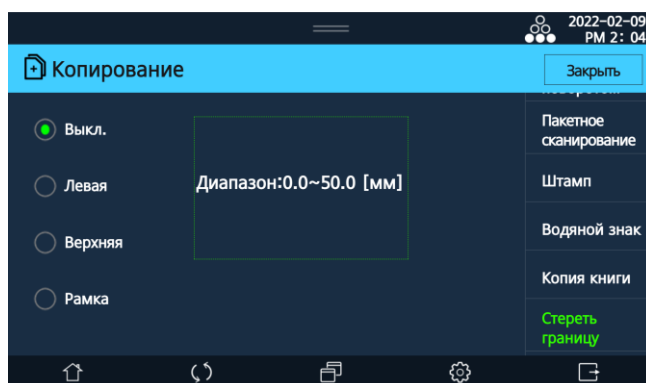 2022-02-09
PM 2: 04
Копирование
Закрыть
Выкл.
Левая
Верхняя
Рамка
Диапазон:0.0~50.0 [мм]
Пакетное
сканирование
Штамп
Водяной знак
Копия книги
Стереть
границу